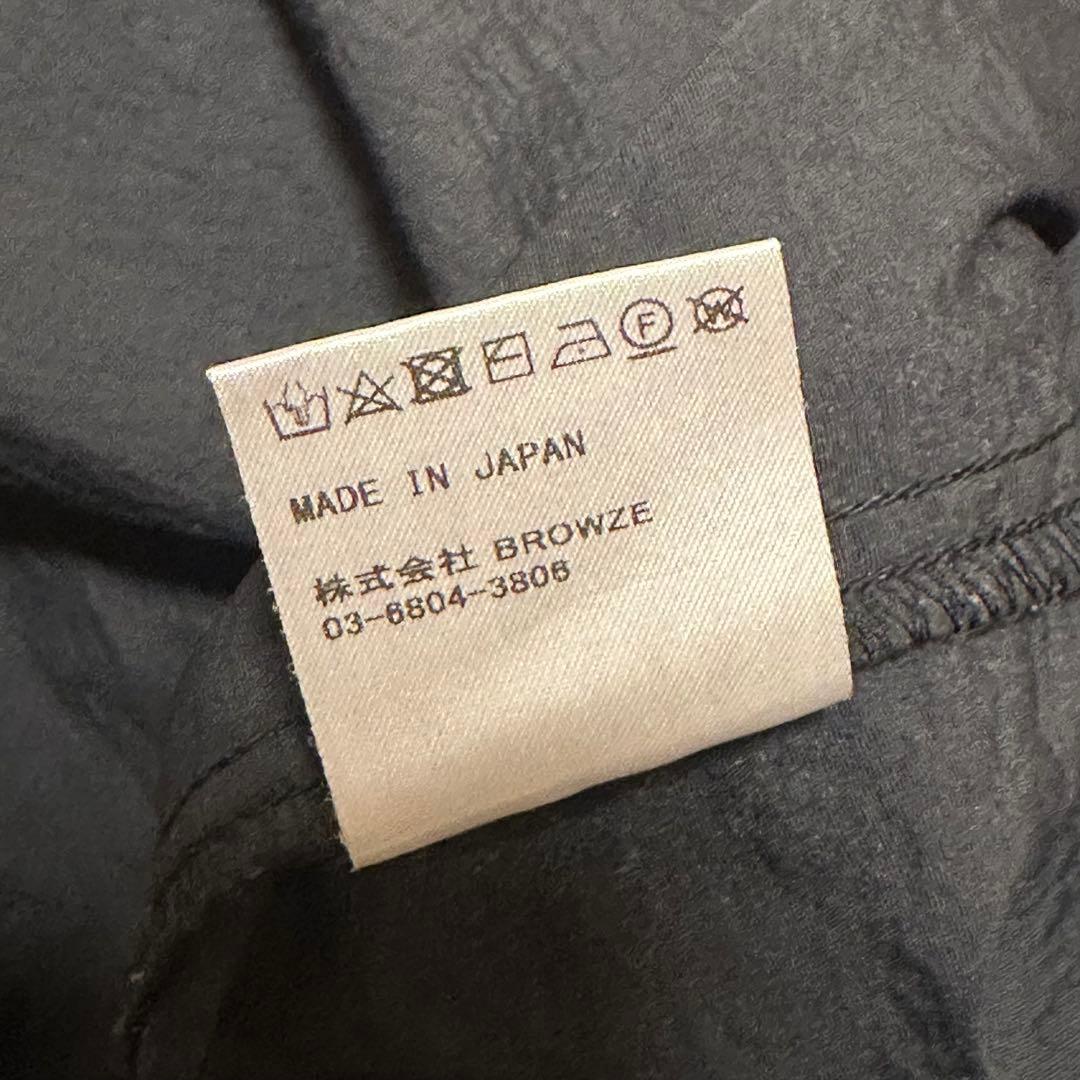 F W
MADE IN JAPAN
株式会社 BROWZE
03-6804-3806